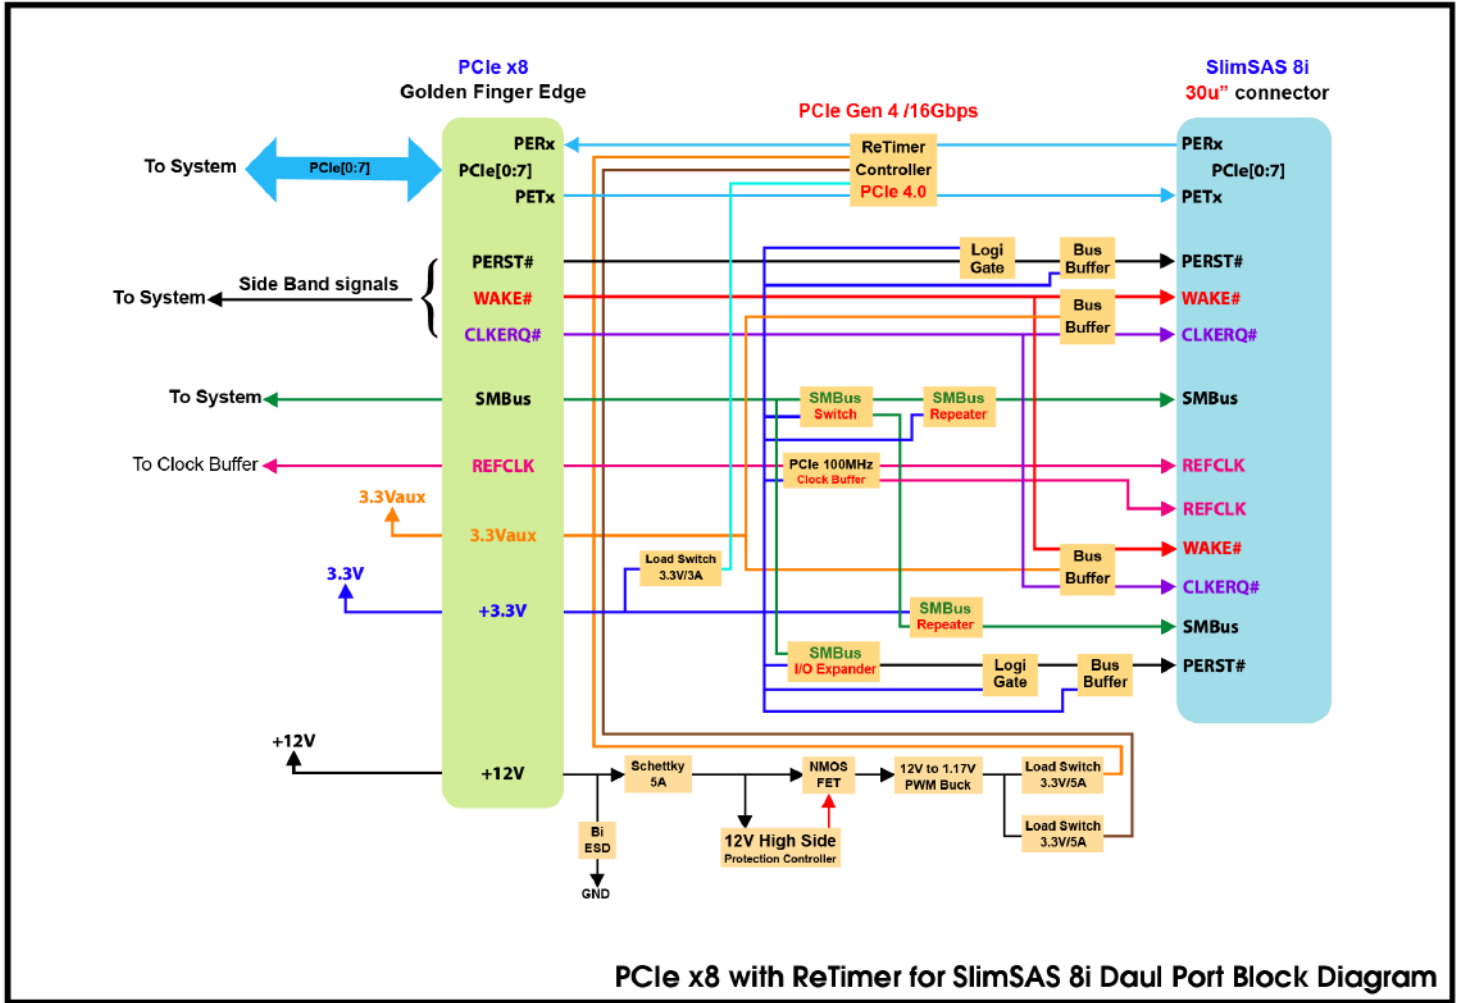 PCIe x8
Golden Finger Edge
SlimSAS 8i
30u” connector
PCIe Gen 4 /16Gbps
To System
PCIe[0:7]
PERx
PCIe[0:7]
PETx
ReTimer
Controller
PCIe 4.0
PERx
PCIe[0:7]
PETx
To System
Side Band signals
PERST#
WAKE#
CLKERQ#
Logi
Gate
Bus
Buffer
Bus
Buffer
PERST#
WAKE#
CLKERQ#
To System
SMBus
SMBus
Switch
SMBus
Repeater
SMBus
To Clock Buffer
REFCLK
PCIe 100MHz
Clock Buffer
REFCLK
REFCLK
3.3Vaux
3.3Vaux
Load Switch
3.3V/3A
Bus
Buffer
WAKE#
CLKERQ#
3.3V
+3.3V
SMBus
Repeater
SMBus
SMBus
I/O Expander
Logi
Gate
Bus
Buffer
PERST#
+12V
+12V
Schettky
5A
NMOS
FET
12V to 1.17V
PWM Buck
Load Switch
3.3V/5A
Bi
ESD
GND
12V High Side
Protection Controller
Load Switch
3.3V/5A
PCIe x8 with ReTimer for SlimSAS 8i Daul Port Block Diagram